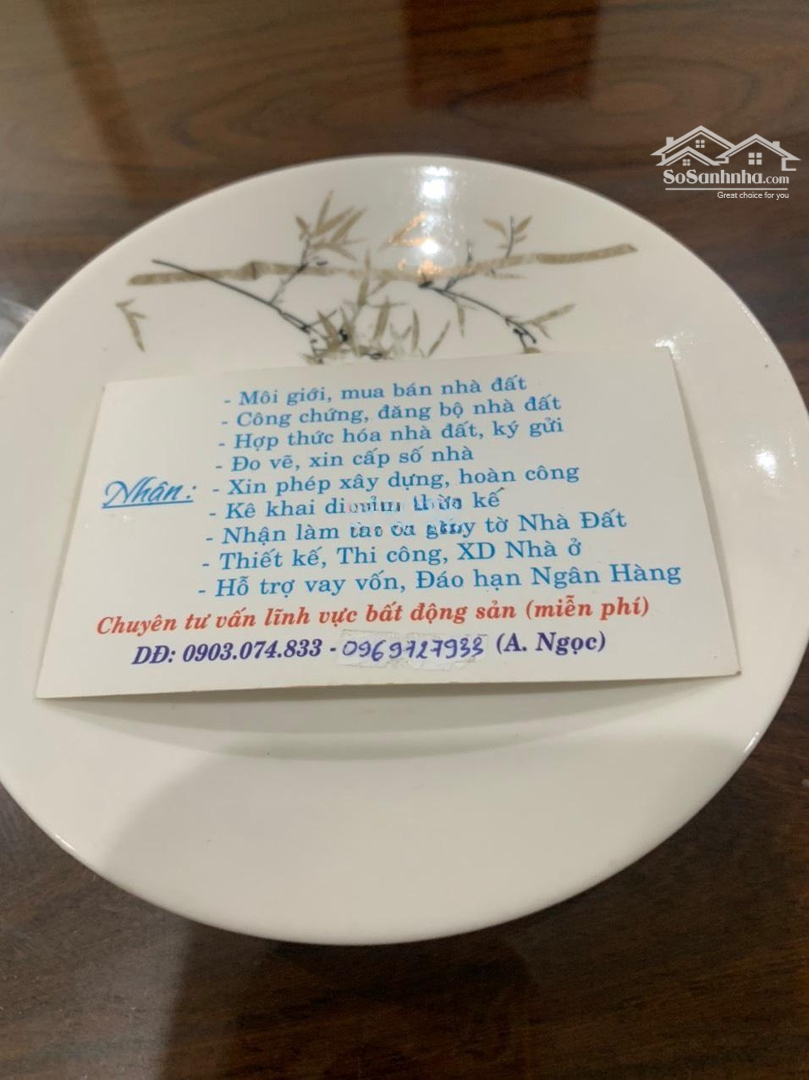 SoSanhnha.com
Great choice for you
- Môi giới, mua bán nhà đất
- Công chứng, đăng bộ nhà đất
- Hợp thức hóa nhà đất, ký gửi
- Đo vẽ, xin cấp số nhà
Nhân: - Xin phép xây dựng, hoàn công
- Kê khai di thừa kế
- Nhận làm giấy tờ Nhà Đất
- Thiết kế, Thi công, XD Nhà ở
- Hỗ trợ vay vốn, Đáo hạn Ngân Hàng
Chuyên tư vấn lĩnh vực bất động sản (miễn phí)
DĐ: 0903.074.833 - 0969727933 (A. Ngọc)